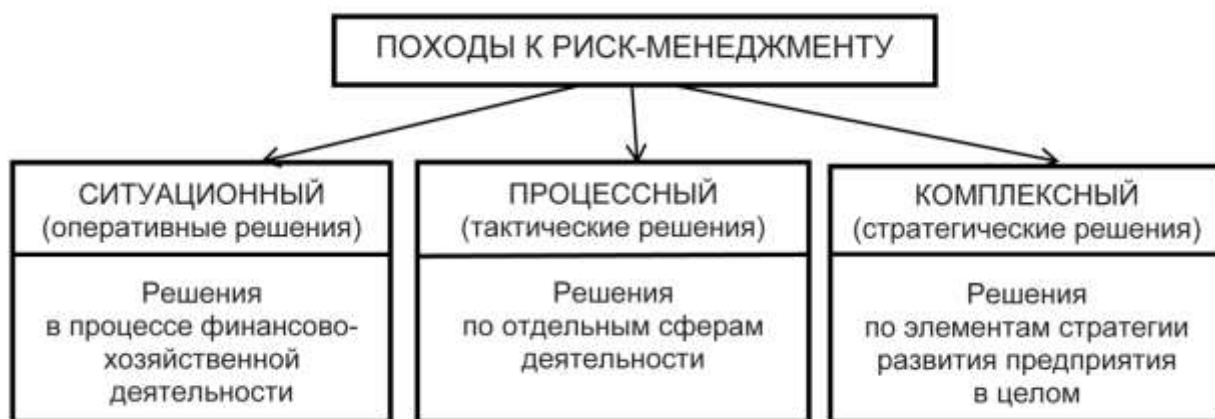 ПОХОДЫ К РИСК-МЕНЕДЖМЕНТУ
СИТУАЦИОННЫЙ
(оперативные решения)
Решения
в процессе финансово-
хозяйственной
деятельности
ПРОЦЕССНЫЙ
(тактические решения)
Решения
по отдельным сферам
деятельности
КОМПЛЕКСНЫЙ
(стратегические решения)
Решения
по элементам стратегии
развития предприятия
в целом